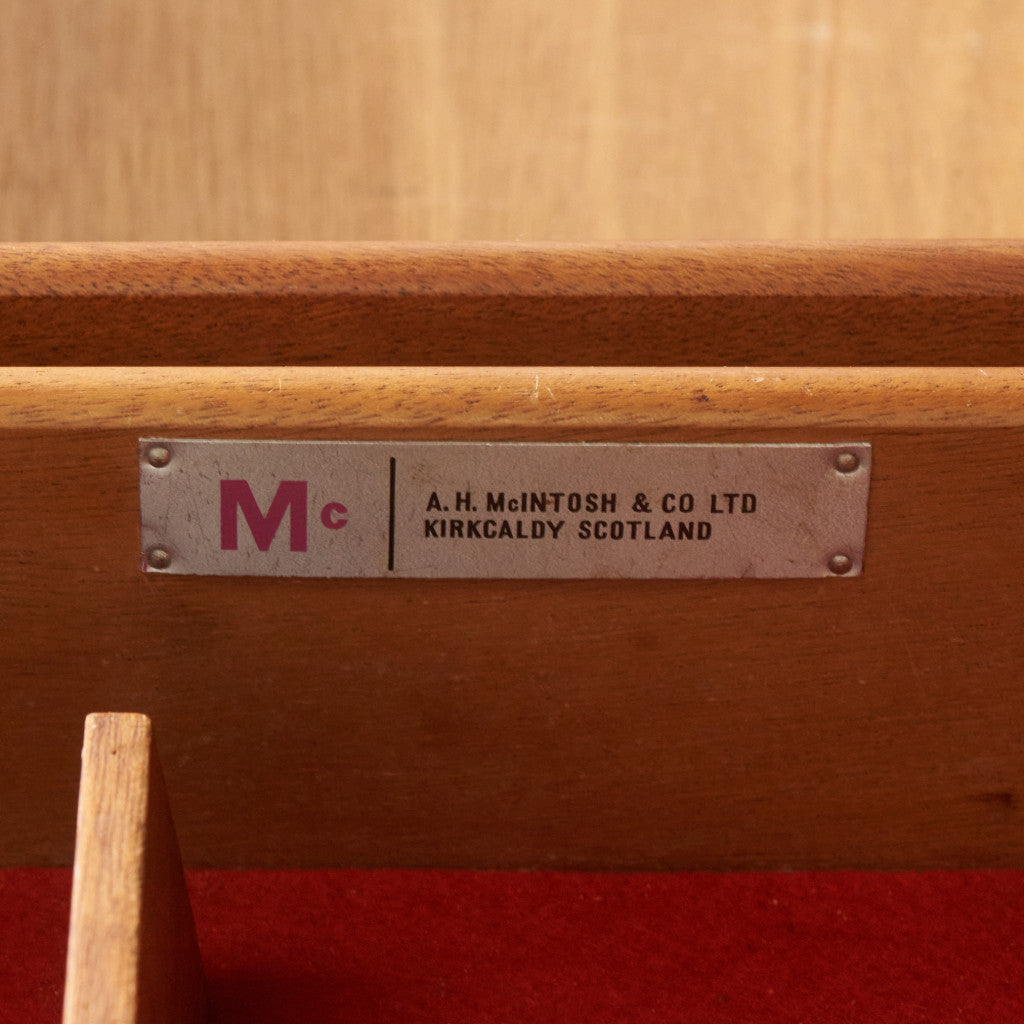 Mc
A. H. McINTOSH & CO LTD
KIRKCALDY SCOTLAND